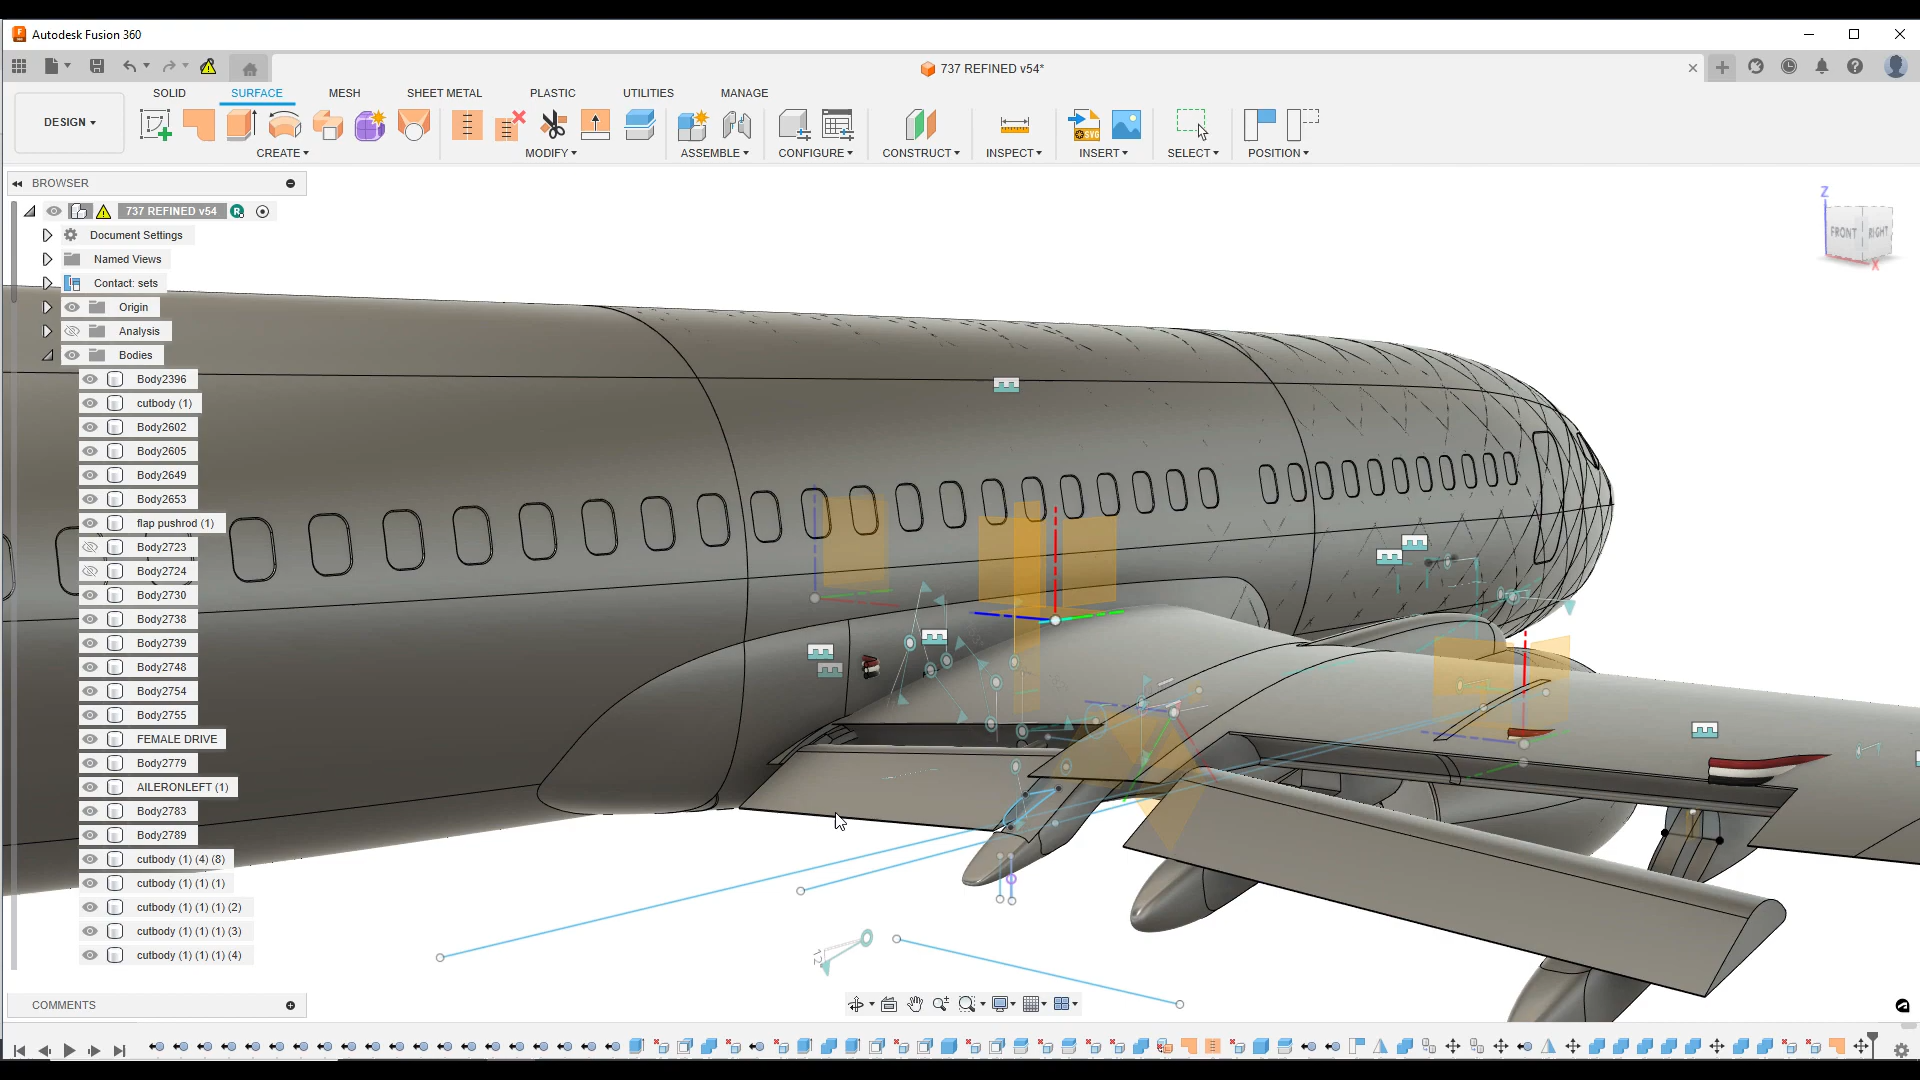 Autodesk Fusion 360
737 REFINED v54*
SOLID SURFACE MESH SHEET METAL PLASTIC UTILITIES MANAGE
DESIGN
CREATE MODIFY ASSEMBLE CONFIGURE CONSTRUCT INSPECT INSERT SELECT POSITION
BROWSER
737 REFINED v54
Document Settings
Named Views
Contact: sets
Origin
Analysis
Bodies
Body2396
cutbody (1)
Body2602
Body2605
Body2649
Body2653
flap pushrod (1)
Body2723
Body2724
Body2730
Body2738
Body2739
Body2748
Body2754
Body2755
FEMALE DRIVE
Body2779
AILERONLEFT (1)
Body2783
Body2789
cutbody (1) (4) (8)
cutbody (1) (1) (1)
cutbody (1) (1) (1) (2)
cutbody (1) (1) (1) (3)
cutbody (1) (1) (1) (4)
COMMENTS
Z
FRONT RIGHT
X
12